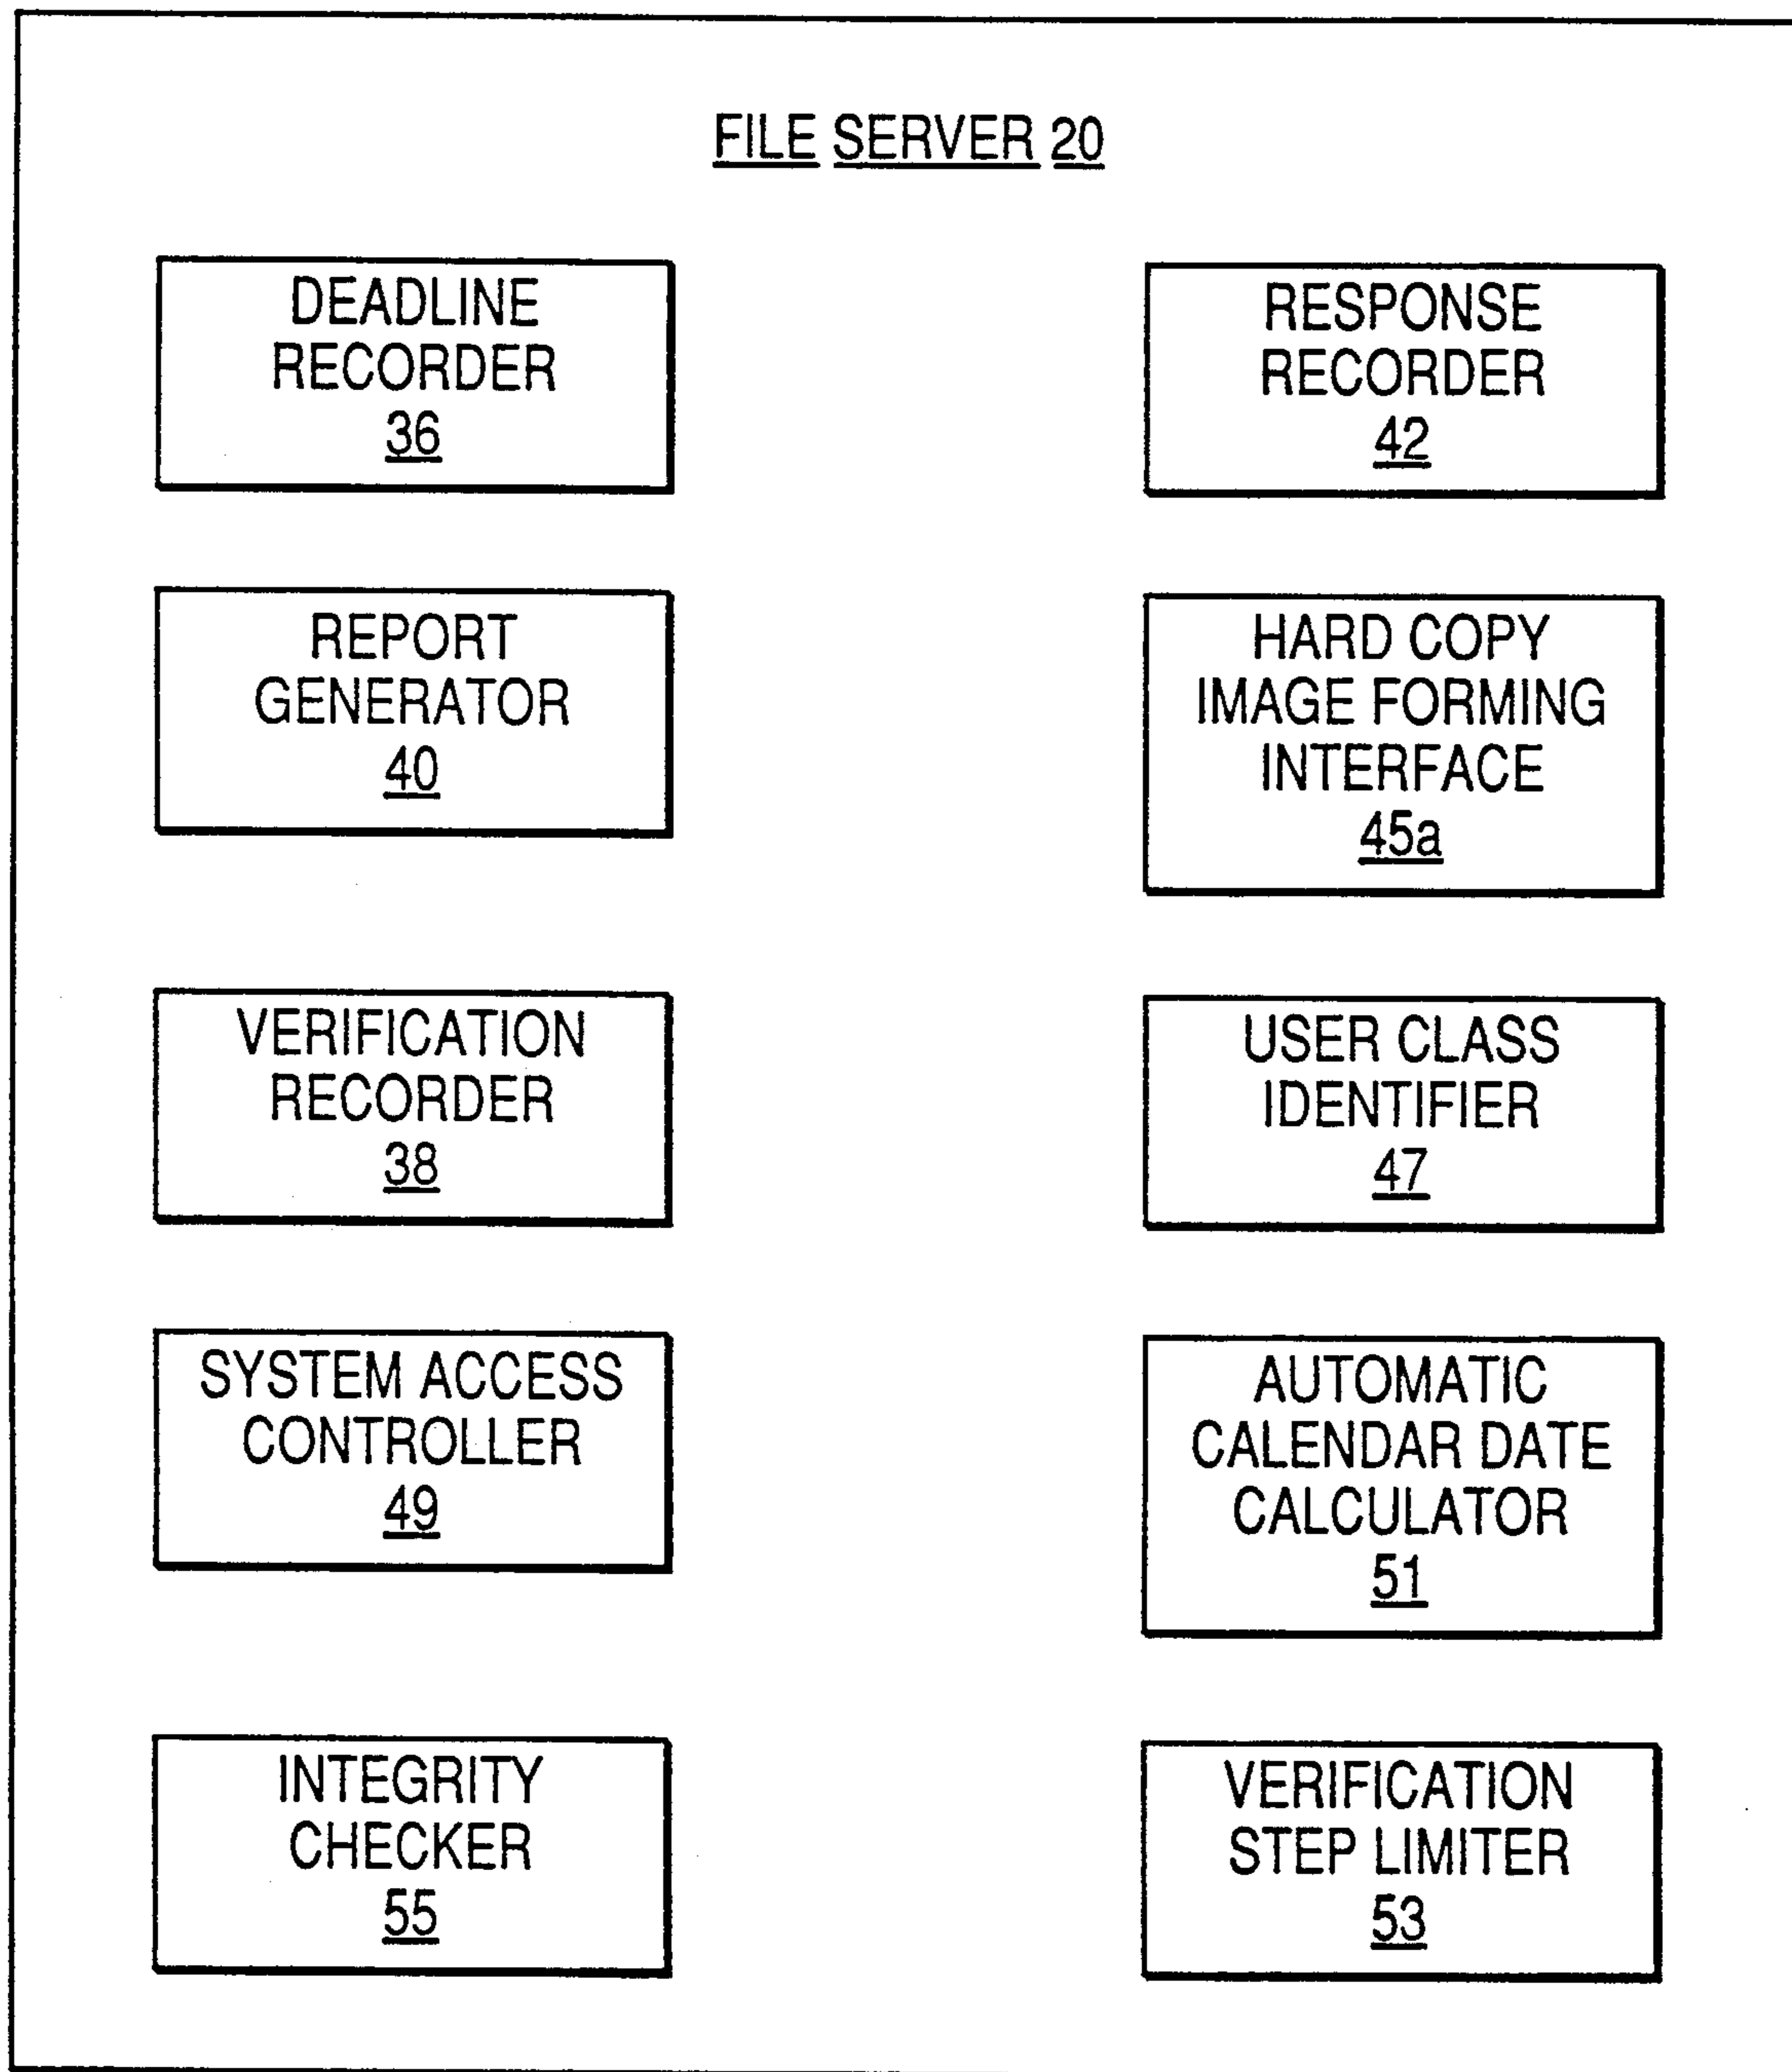 FILE SERVER 20
DEADLINE
RECORDER
36
RESPONSE
RECORDER
42
REPORT
GENERATOR
40
HARD COPY
IMAGE FORMING
INTERFACE
45a
VERIFICATION
RECORDER
38
USER CLASS
IDENTIFIER
47
SYSTEM ACCESS
CONTROLLER
49
AUTOMATIC
CALENDAR DATE
CALCULATOR
51
INTEGRITY
CHECKER
55
VERIFICATION
STEP LIMITER
53